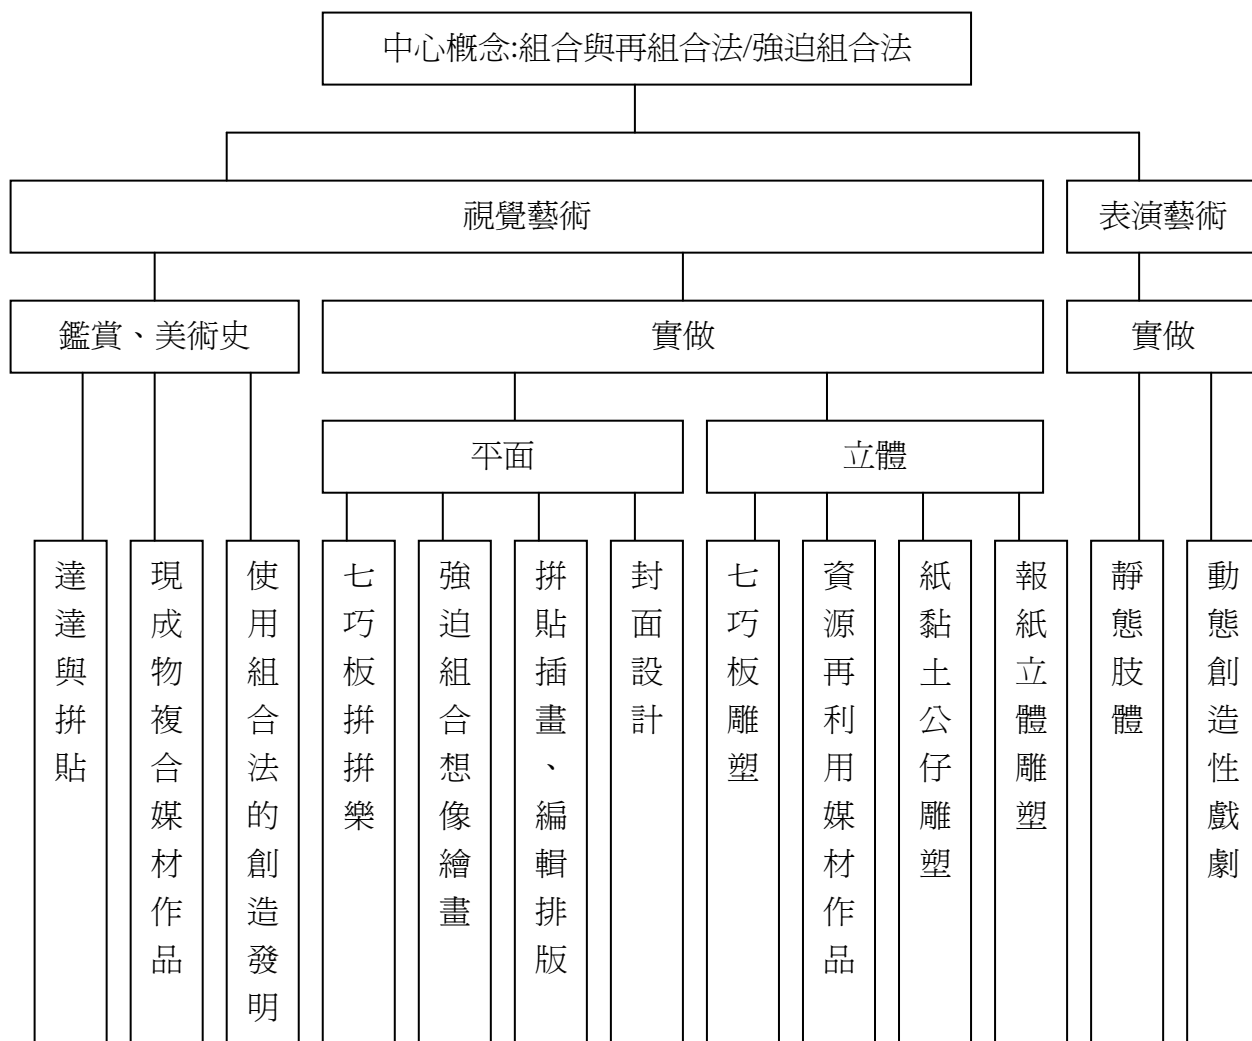 中心概念:組合與再組合法/強迫組合法
視覺藝術
表演藝術
鑑賞、美術史
實做
實做
平面
立體
達達與拼貼
現成物複合媒材作品
使用組合法的創造發明
七巧板拼拼樂
強迫組合想像繪畫
拼貼插畫、編輯排版
封面設計
七巧板雕塑
資源再利用媒材作品
紙黏土公仔雕塑
報紙立體雕塑
靜態肢體
動態創造性戲劇